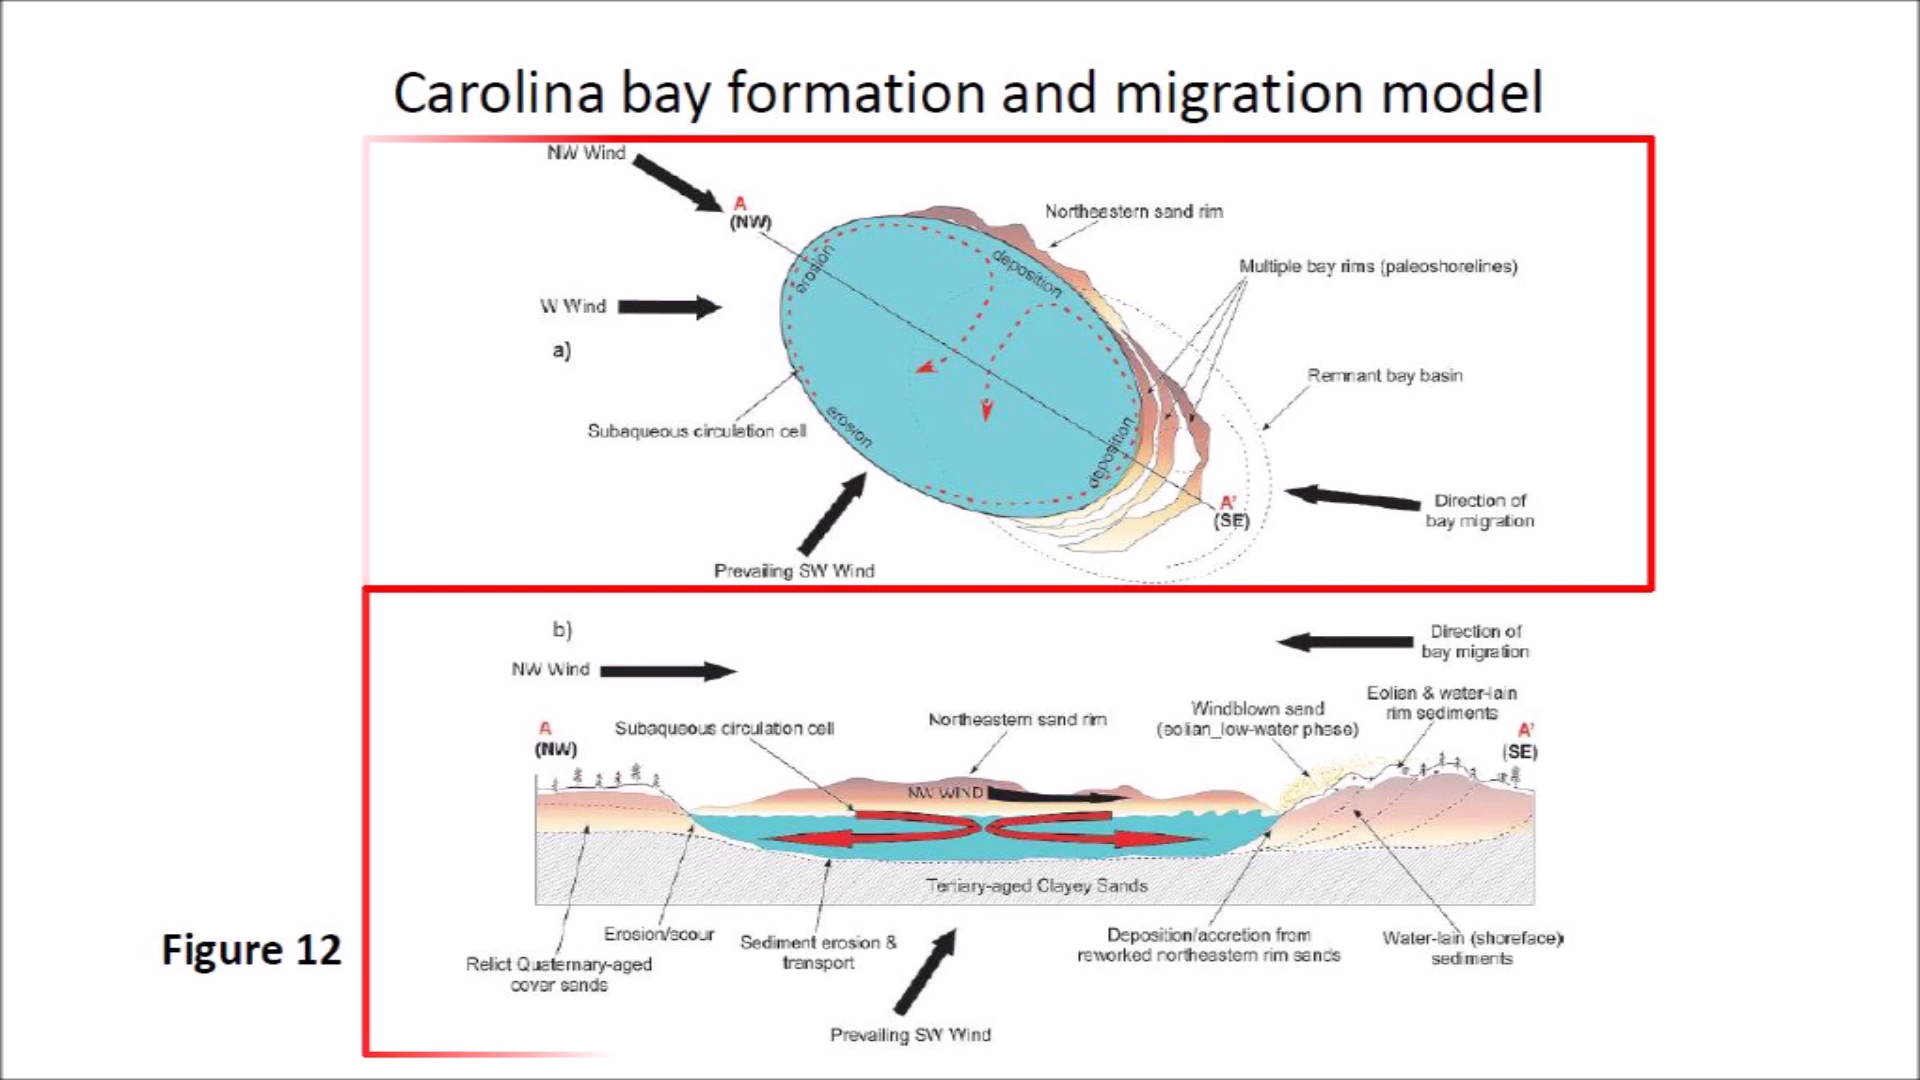 Carolina bay formation and migration model
NW Wind
A
(NW)
Northeastern sand rim
erosion
deposition
Multiple bay rims (paleoshorelines)
W Wind
a)
Remnant bay basin
Subaqueous circulation cell
erosion
deposition
A'
(SE)
Direction of
bay migration
Prevailing SW Wind
b)
Direction of
bay migration
NW Wind
Eolian & water-lain
rim sediments
Windblown sand
(eolian_low-water phase)
Northeastern sand rim
Subaqueous circulation cell
A
(NW)
A'
(SE)
NW WIND
Tertiary-aged Clayey Sands
Erosion/scour
Sediment erosion &
transport
Deposition/accretion from
reworked northeastern rim sands
Water-lain (shoreface)
sediments
Figure 12
Relict Quaternary-aged
cover sands
Prevailing SW Wind